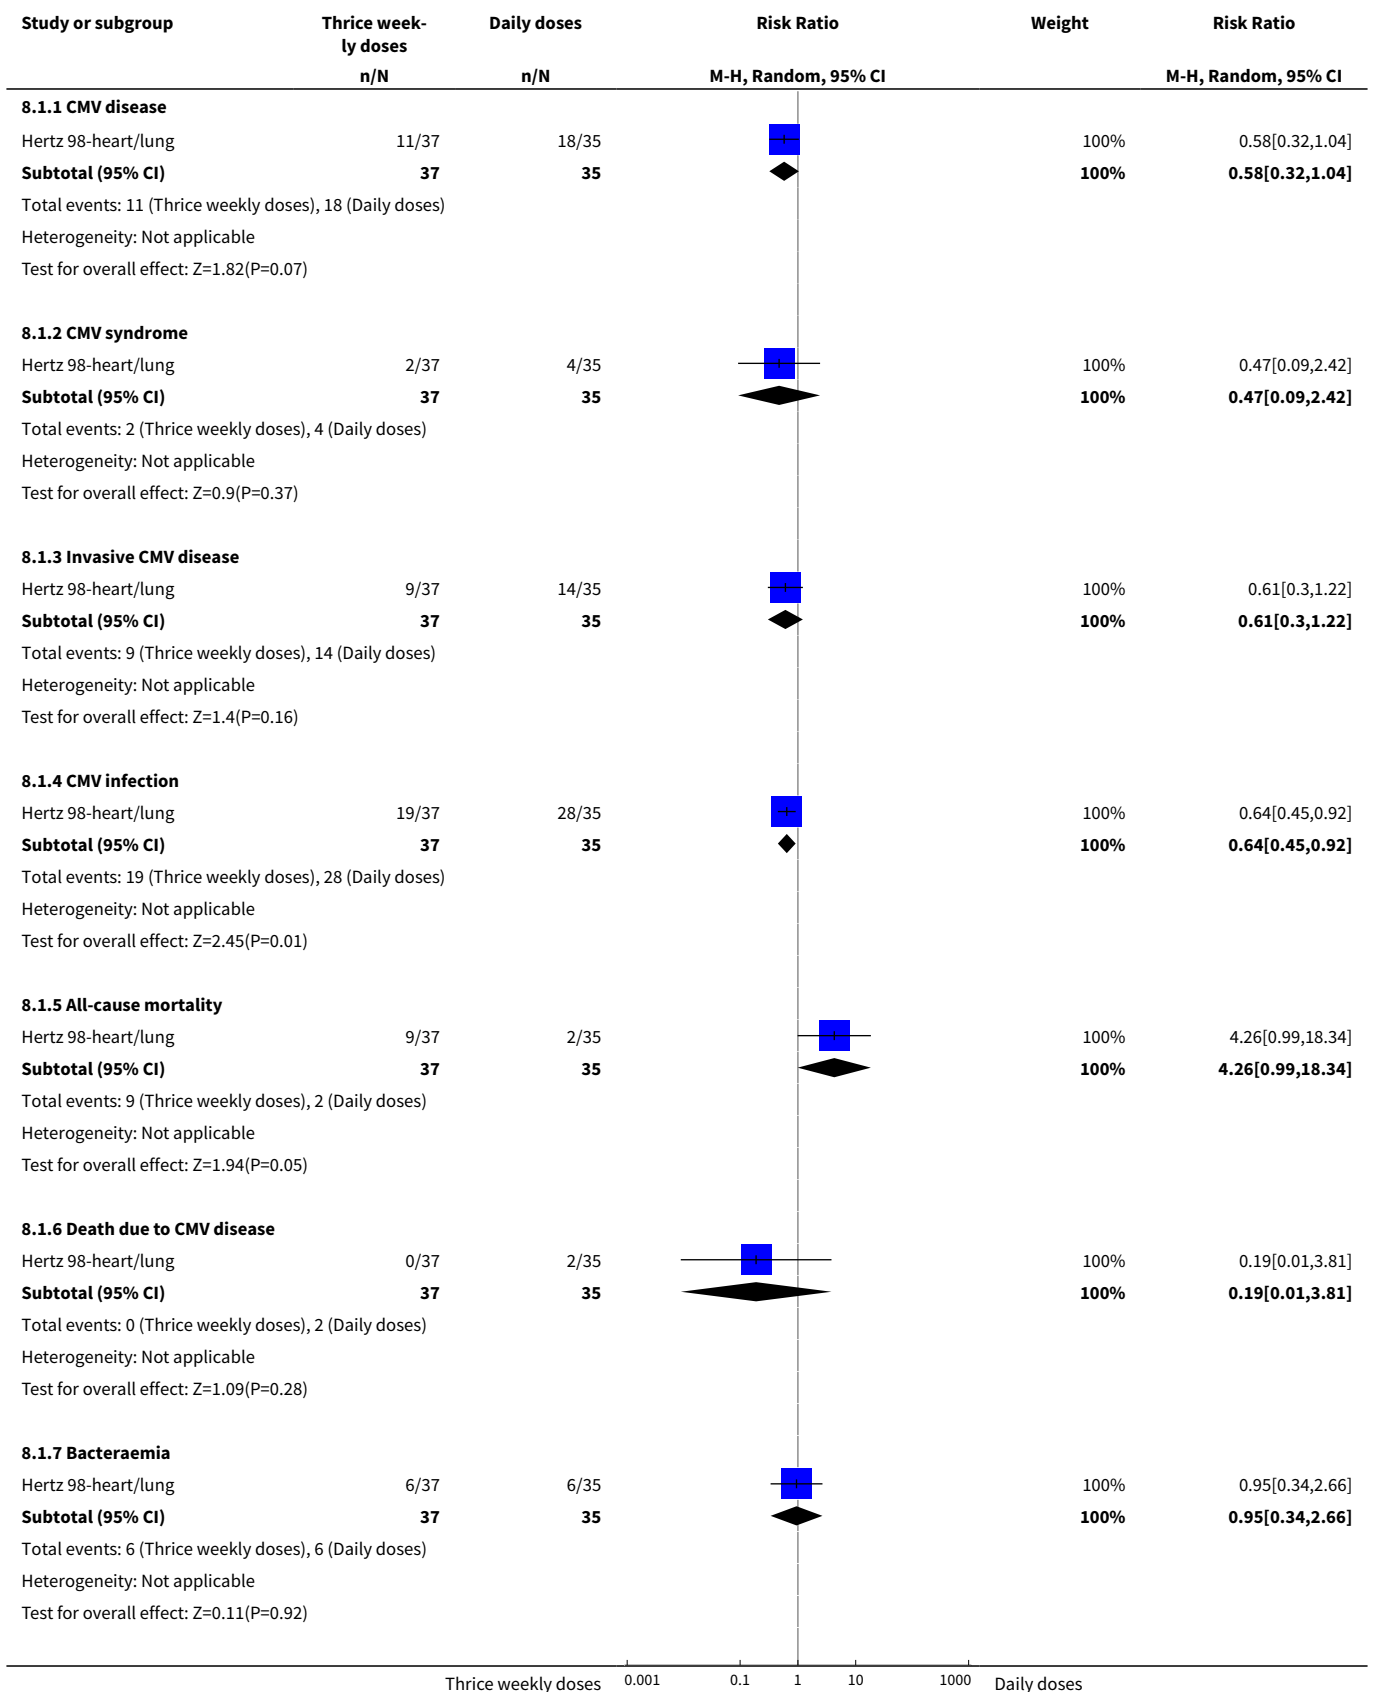 Study or subgroup Thrice week- Daily doses Risk Ratio Weight Risk Ratio
ly doses
n/N n/N M-H, Random, 95% CI M-H, Random, 95% CI
8.1.1 CMV disease
Hertz 98-heart/lung 11/37 18/35 100% 0.58[0.32,1.04]
Subtotal (95% CI) 37 35 100% 0.58[0.32,1.04]
Total events: 11 (Thrice weekly doses), 18 (Daily doses)
Heterogeneity: Not applicable
Test for overall effect: Z=1.82(P=0.07)
8.1.2 CMV syndrome
Hertz 98-heart/lung 2/37 4/35 100% 0.47[0.09,2.42]
Subtotal (95% CI) 37 35 100% 0.47[0.09,2.42]
Total events: 2 (Thrice weekly doses), 4 (Daily doses)
Heterogeneity: Not applicable
Test for overall effect: Z=0.9(P=0.37)
8.1.3 Invasive CMV disease
Hertz 98-heart/lung 9/37 14/35 100% 0.61[0.3,1.22]
Subtotal (95% CI) 37 35 100% 0.61[0.3,1.22]
Total events: 9 (Thrice weekly doses), 14 (Daily doses)
Heterogeneity: Not applicable
Test for overall effect: Z=1.4(P=0.16)
8.1.4 CMV infection
Hertz 98-heart/lung 19/37 28/35 100% 0.64[0.45,0.92]
Subtotal (95% CI) 37 35 100% 0.64[0.45,0.92]
Total events: 19 (Thrice weekly doses), 28 (Daily doses)
Heterogeneity: Not applicable
Test for overall effect: Z=2.45(P=0.01)
8.1.5 All-cause mortality
Hertz 98-heart/lung 9/37 2/35 100% 4.26[0.99,18.34]
Subtotal (95% CI) 37 35 100% 4.26[0.99,18.34]
Total events: 9 (Thrice weekly doses), 2 (Daily doses)
Heterogeneity: Not applicable
Test for overall effect: Z=1.94(P=0.05)
8.1.6 Death due to CMV disease
Hertz 98-heart/lung 0/37 2/35 100% 0.19[0.01,3.81]
Subtotal (95% CI) 37 35 100% 0.19[0.01,3.81]
Total events: 0 (Thrice weekly doses), 2 (Daily doses)
Heterogeneity: Not applicable
Test for overall effect: Z=1.09(P=0.28)
8.1.7 Bacteraemia
Hertz 98-heart/lung 6/37 6/35 100% 0.95[0.34,2.66]
Subtotal (95% CI) 37 35 100% 0.95[0.34,2.66]
Total events: 6 (Thrice weekly doses), 6 (Daily doses)
Heterogeneity: Not applicable
Test for overall effect: Z=0.11(P=0.92)
Thrice weekly doses 0.001 0.1 1 10 1000 Daily doses